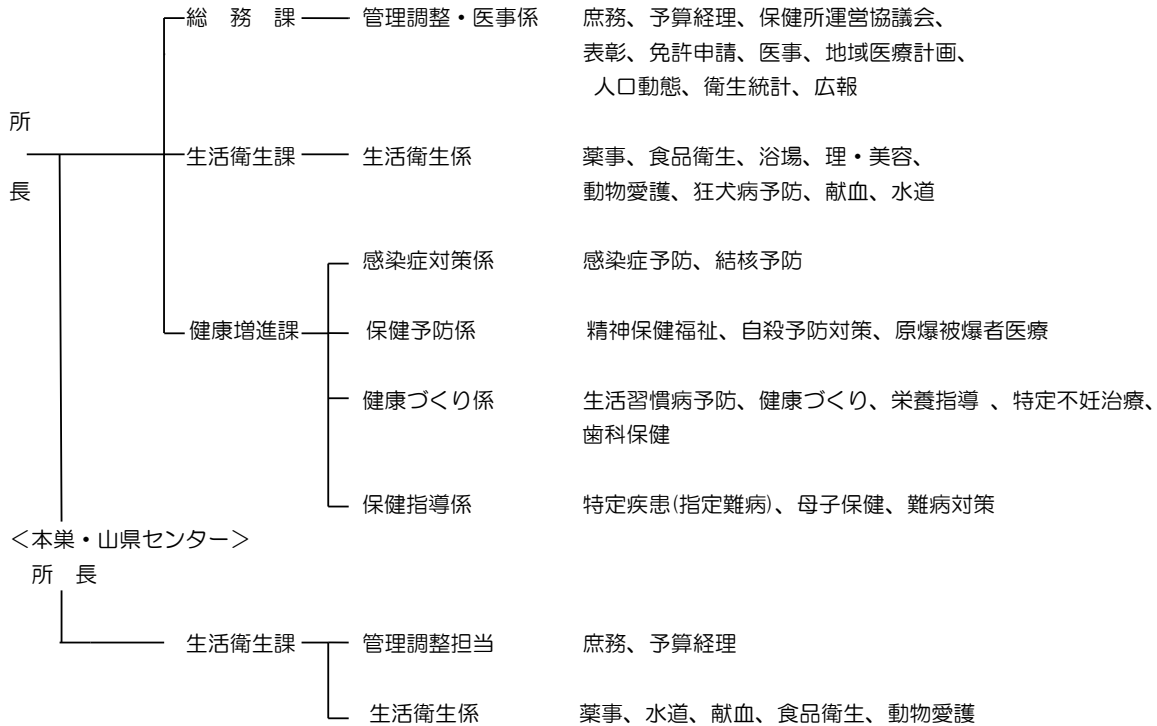 総　務　課　管理調整・医事係　庶務、予算経理、保健所運営協議会、
表彰、免許申請、医事、地域医療計画、
人口動態、衛生統計、広報
所
生活衛生課　生活衛生係　薬事、食品衛生、浴場、理・美容、
長　動物愛護、狂犬病予防、献血、水道
感染症対策係　感染症予防、結核予防
健康増進課　保健予防係　精神保健福祉、自殺予防対策、原爆被爆者医療
健康づくり係　生活習慣病予防、健康づくり、栄養指導 、特定不妊治療、
歯科保健
保健指導係　特定疾患(指定難病)、母子保健、難病対策
＜本巣・山県センター＞
所　長
生活衛生課　管理調整担当　庶務、予算経理
生活衛生係　薬事、水道、献血、食品衛生、動物愛護